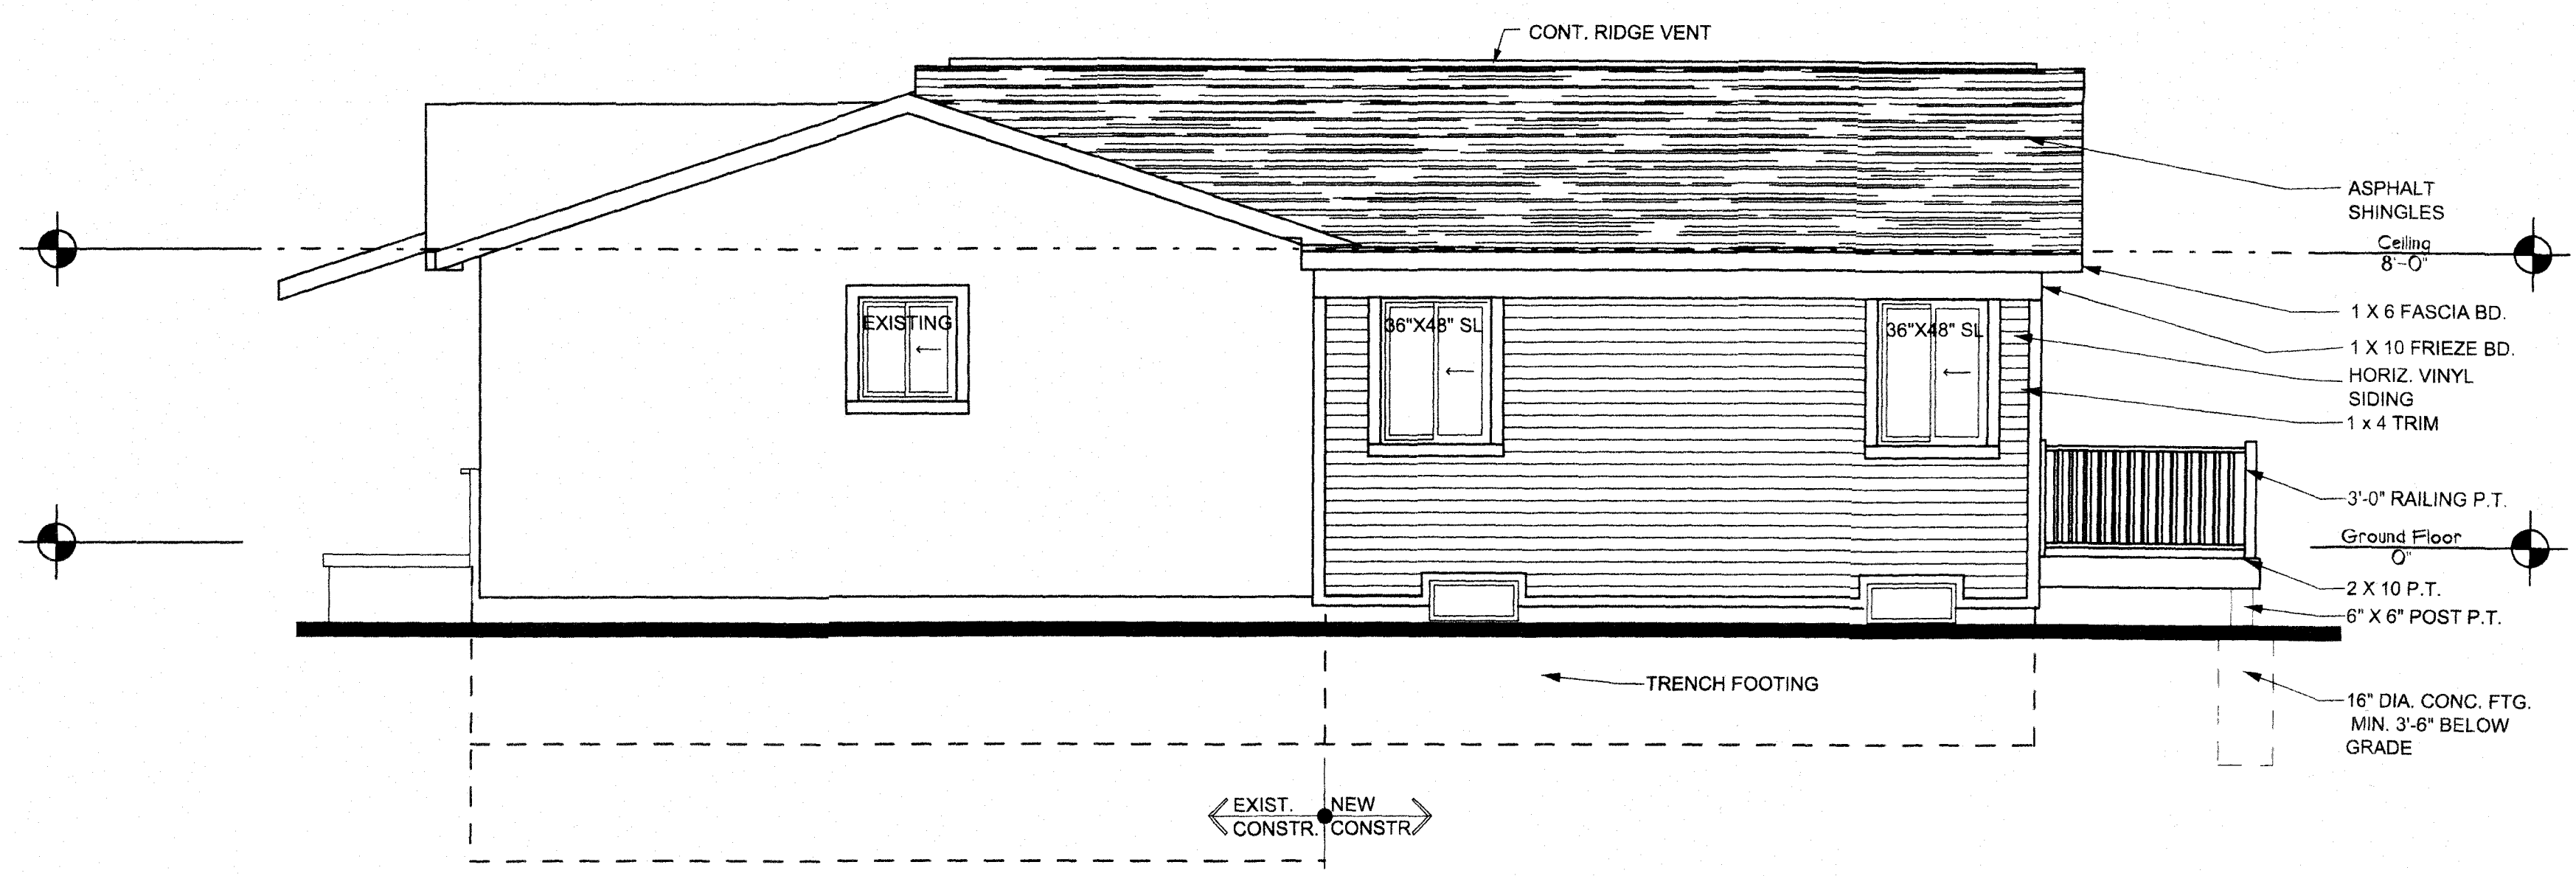 CONT. RIDGE VENT
ASPHALT
SHINGLES
Ceiling
8'-0"
1 X 6 FASCIA BD.
EXISTING
36"X48" SL
36"X48" SL
1 X 10 FRIEZE BD.
HORIZ. VINYL
SIDING
1 x 4 TRIM
3'-0" RAILING P.T.
Ground Floor
0"
2 X 10 P.T.
6" X 6" POST P.T.
TRENCH FOOTING
16" DIA. CONC. FTG.
MIN. 3'-6" BELOW
GRADE
EXIST. NEW
CONSTR. CONSTR.